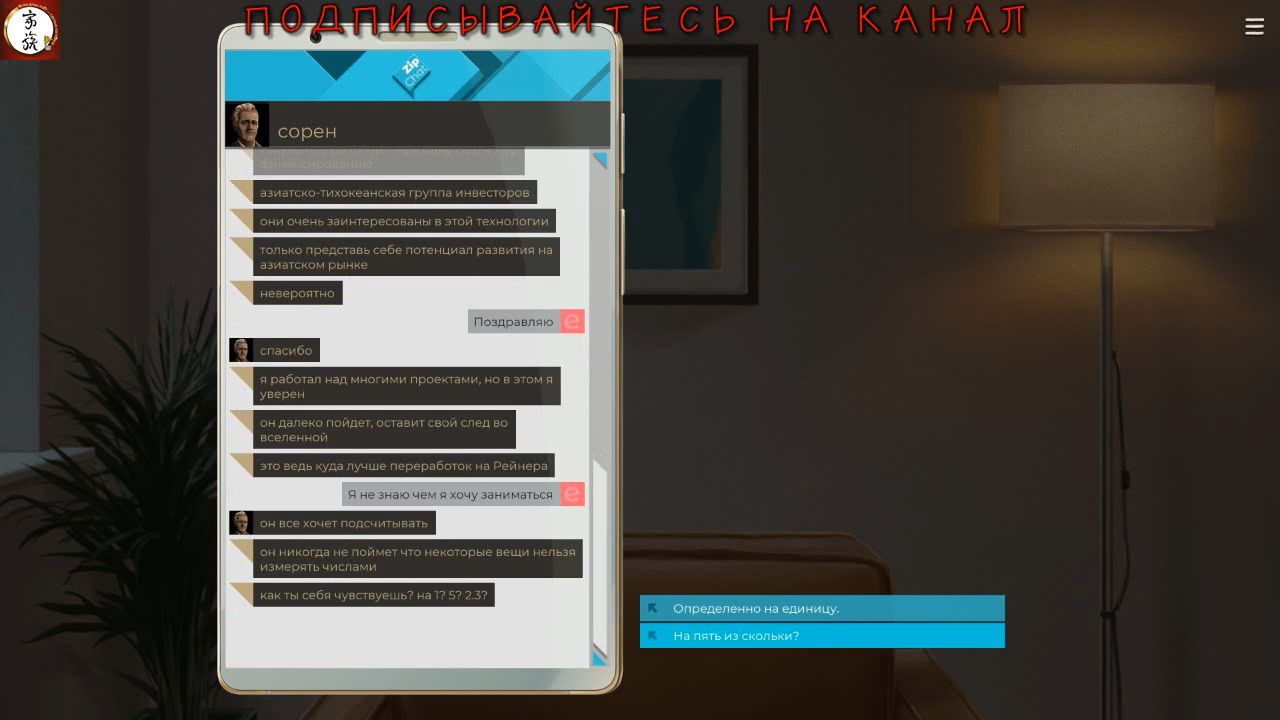 ПОДПИСЫВАЙТЕСЬ НА КАНАЛ
Zip
Chat
сорен
финансированию
азиатско-тихокеанская группа инвесторов
они очень заинтересованы в этой технологии
только представь себе потенциал развития на
азиатском рынке
невероятно
Поздравляю
спасибо
я работал над многими проектами, но в этом я
уверен
он далеко пойдет, оставит свой след во
вселенной
это ведь куда лучше переработок на Рейнера
Я не знаю чем я хочу заниматься
он все хочет подсчитывать
он никогда не поймет что некоторые вещи нельзя
измерять числами
как ты себя чувствуешь? на 1? 5? 2.3?
Определенно на единицу.
На пять из скольки?